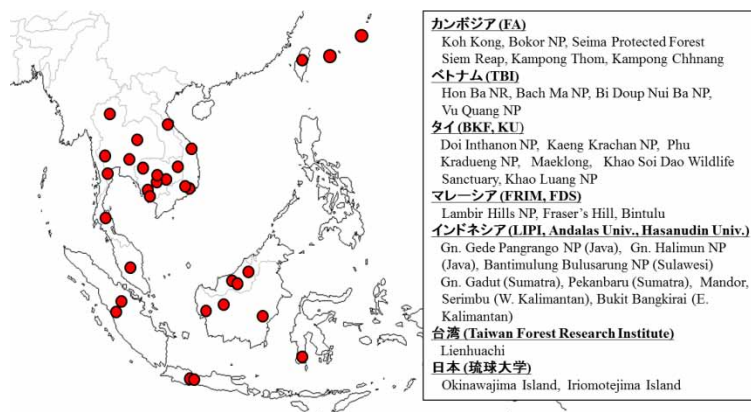 カンボジア (FA)
Koh Kong, Bokor NP, Seima Protected Forest
Siem Reap, Kampong Thom, Kampong Chhnang
ベトナム (TBI)
Hon Ba NR, Bach Ma NP, Bi Doup Nui Ba NP,
Vu Quang NP
タイ (BKF, KU)
Doi Inthanon NP, Kaeng Krachan NP, Phu
Kradueng NP, Maeklong, Khao Soi Dao Wildlife
Sanctuary, Khao Luang NP
マレーシア (FRIM, FDS)
Lambir Hills NP, Fraser's Hill, Bintulu
インドネシア (LIPI, Andalas Univ., Hasanudin Univ.)
Gn. Gede Pangrango NP (Java), Gn. Halimun NP
(Java), Bantimulung Bulusarung NP (Sulawesi)
Gn. Gadut (Sumatra), Pekanbaru (Sumatra), Mandor,
Serimbu (W. Kalimantan), Bukit Bangkirai (E.
Kalimantan)
台湾 (Taiwan Forest Research Institute)
Lienhuachi
日本 (琉球大学)
Okinawajima Island, Iriomotejima Island